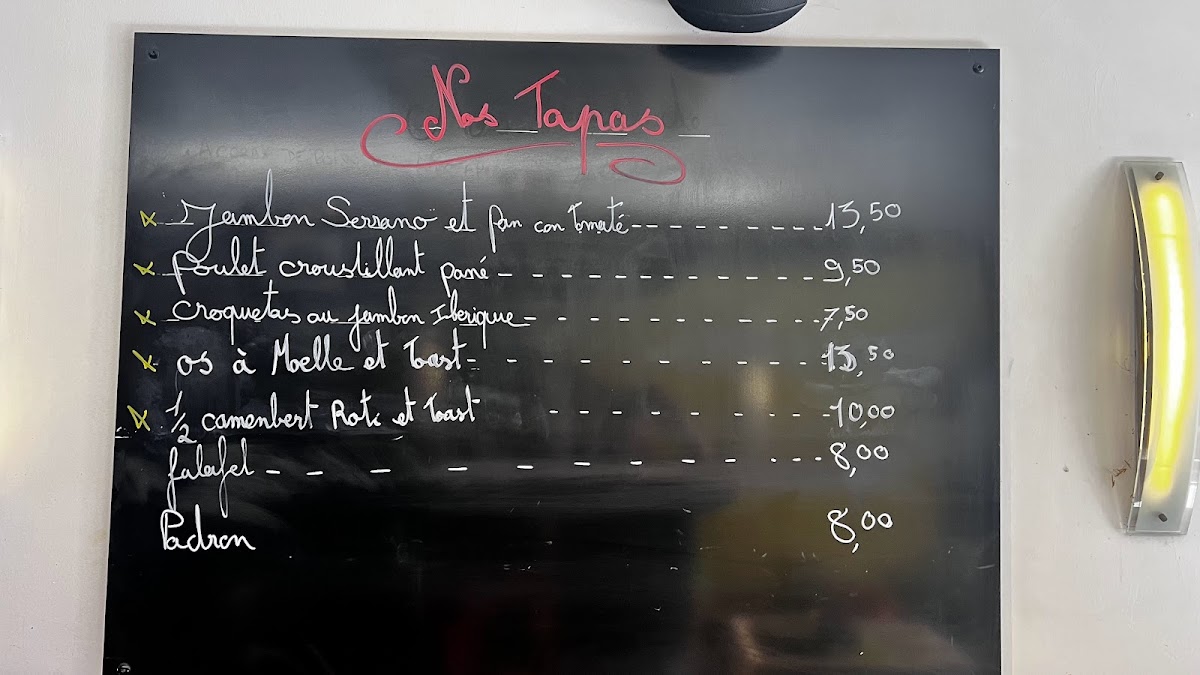 Nos Tapas
Jambon Serrano et pan con Tomaté 13,50
poulet croustillant pané 9,50
croquetas au jambon Iberique 7,50
os à Moelle et Toast 13,50
1/2 camenbert Roti et Toast 10,00
falafel 8,00
Padron 8,00